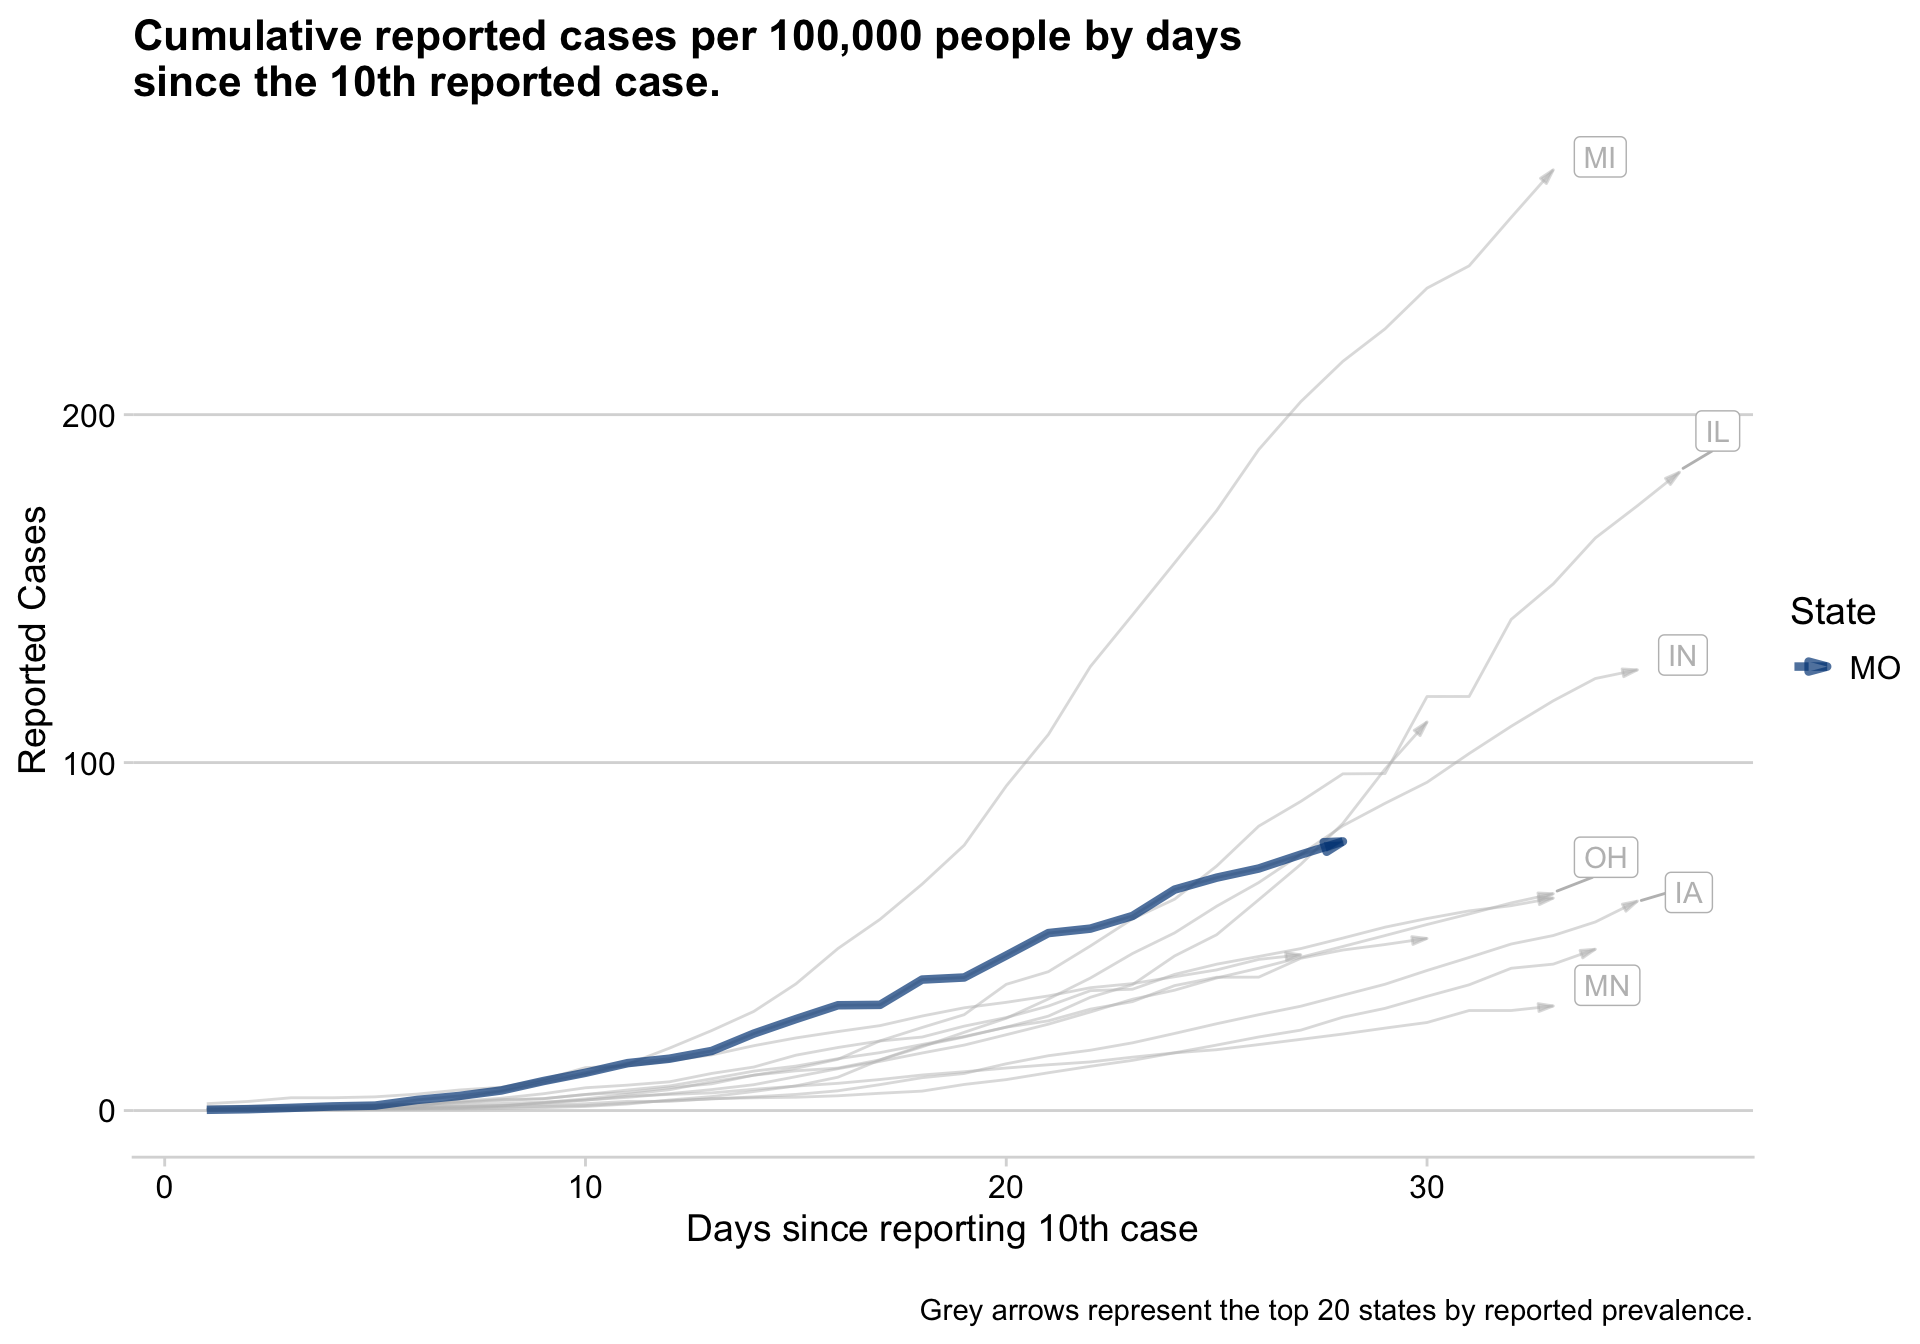 Cumulative reported cases per 100,000 people by days
since the 10th reported case.
MI
200
IL
Reported Cases
State
IN
MO
100
OH
IA
MN
0
0 10 20 30
Days since reporting 10th case
Grey arrows represent the top 20 states by reported prevalence.